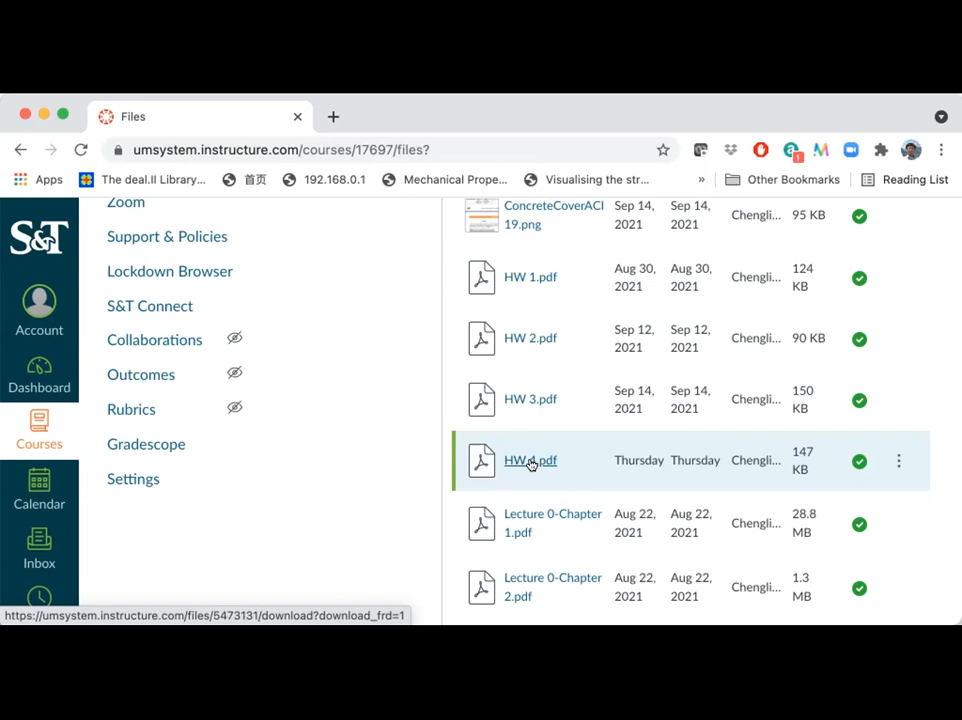 Files
umsystem.instructure.com/courses/17697/files?
1
Apps
The deal.II Library...
首页
192.168.0.1
Mechanical Prope...
Visualising the str...
»
Other Bookmarks
Reading List
S&T
Account
Dashboard
Courses
Calendar
Inbox
Zoom
Support & Policies
Lockdown Browser
S&T Connect
Collaborations
Outcomes
Rubrics
Gradescope
Settings
ConcreteCoverACI
19.png
Sep 14,
2021
Sep 14,
2021
Chengli...
95 KB
HW 1.pdf
Aug 30,
2021
Aug 30,
2021
Chengli...
124
KB
HW 2.pdf
Sep 12,
2021
Sep 12,
2021
Chengli...
90 KB
HW 3.pdf
Sep 14,
2021
Sep 14,
2021
Chengli...
150
KB
HW 4.pdf
Thursday
Thursday
Chengli...
147
KB
Lecture 0-Chapter
1.pdf
Aug 22,
2021
Aug 22,
2021
Chengli...
28.8
MB
Lecture 0-Chapter
2.pdf
Aug 22,
2021
Aug 22,
2021
Chengli...
1.3
MB
https://umsystem.instructure.com/files/5473131/download?download_frd=1